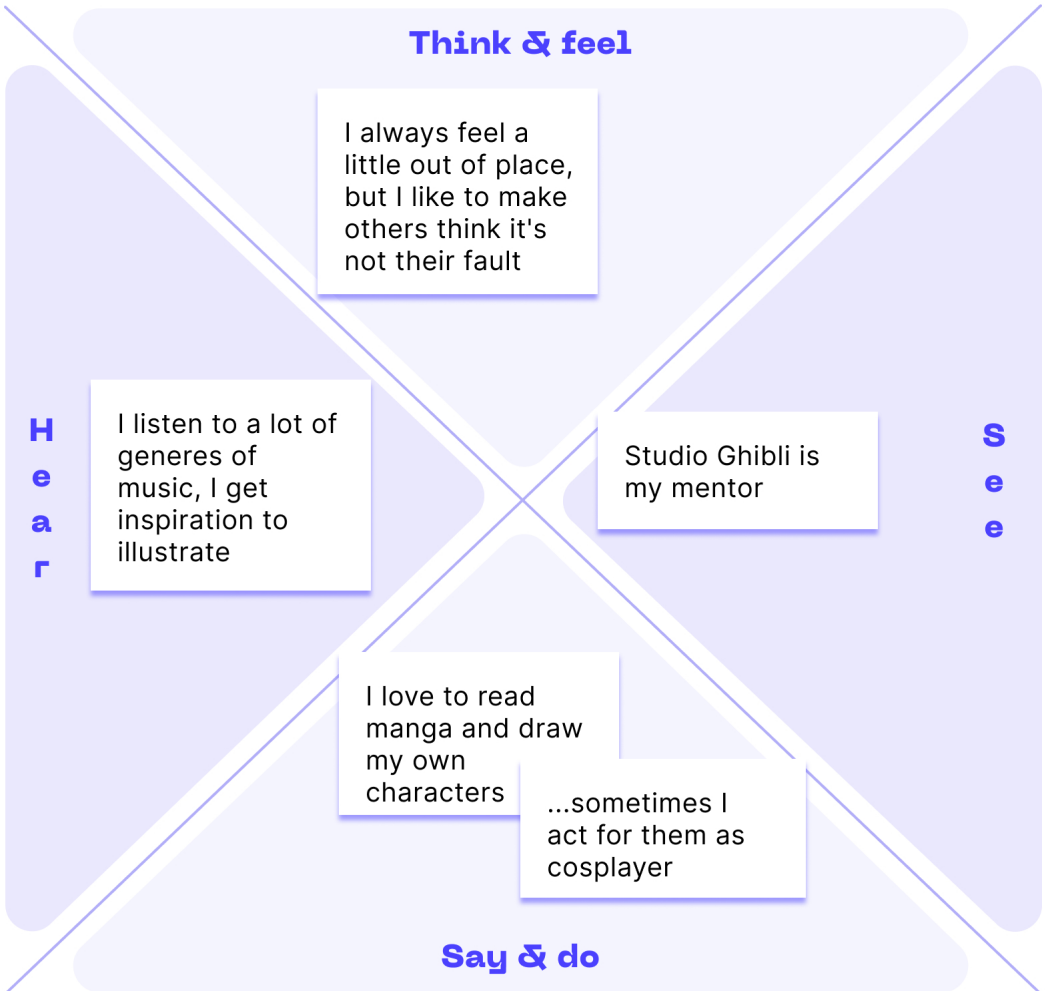 Think & feel
I always feel a
little out of place,
but I like to make
others think it's
not their fault
Hear
I listen to a lot of
generes of
music, I get
inspiration to
illustrate
See
Studio Ghibli is
my mentor
I love to read
manga and draw
my own
characters
...sometimes I
act for them as
cosplayer
Say & do